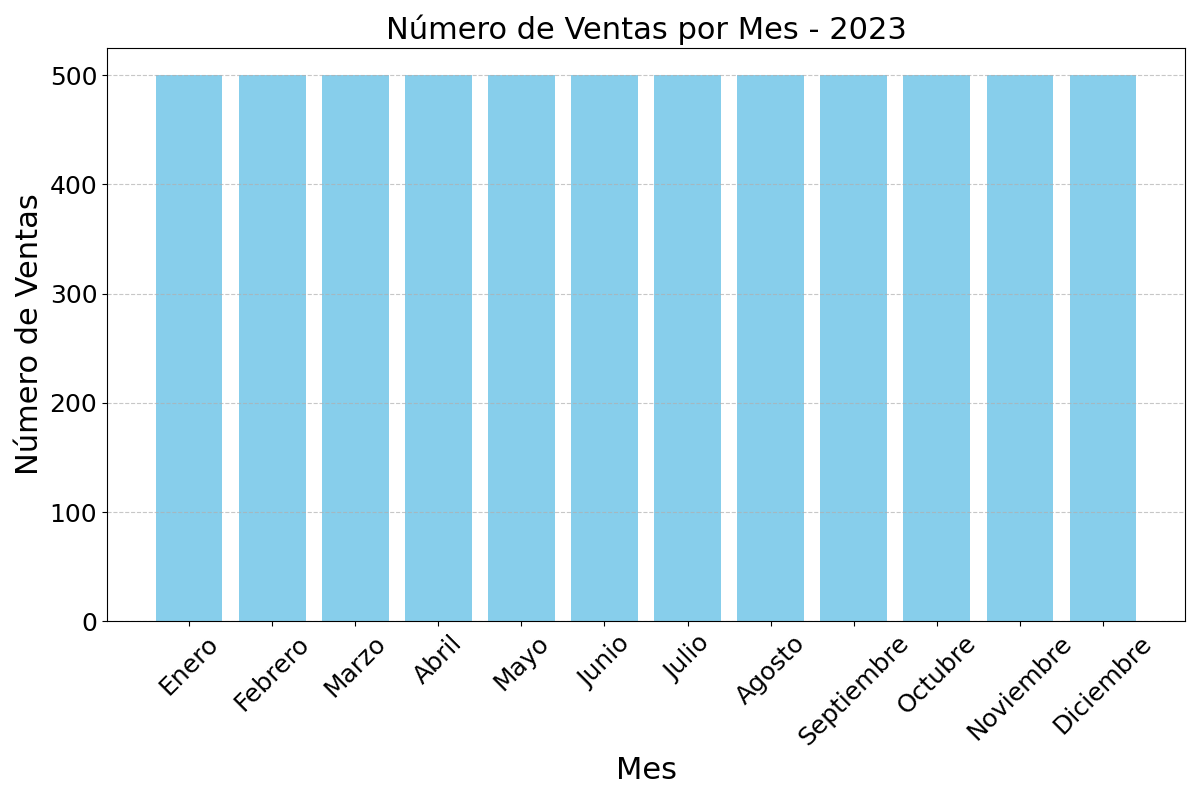 Número de Ventas por Mes - 2023
Número de Ventas
500
400
300
200
100
0
Enero
Febrero
Marzo
Abril
Mayo
Junio
Julio
Agosto
Septiembre
Octubre
Noviembre
Diciembre
Mes